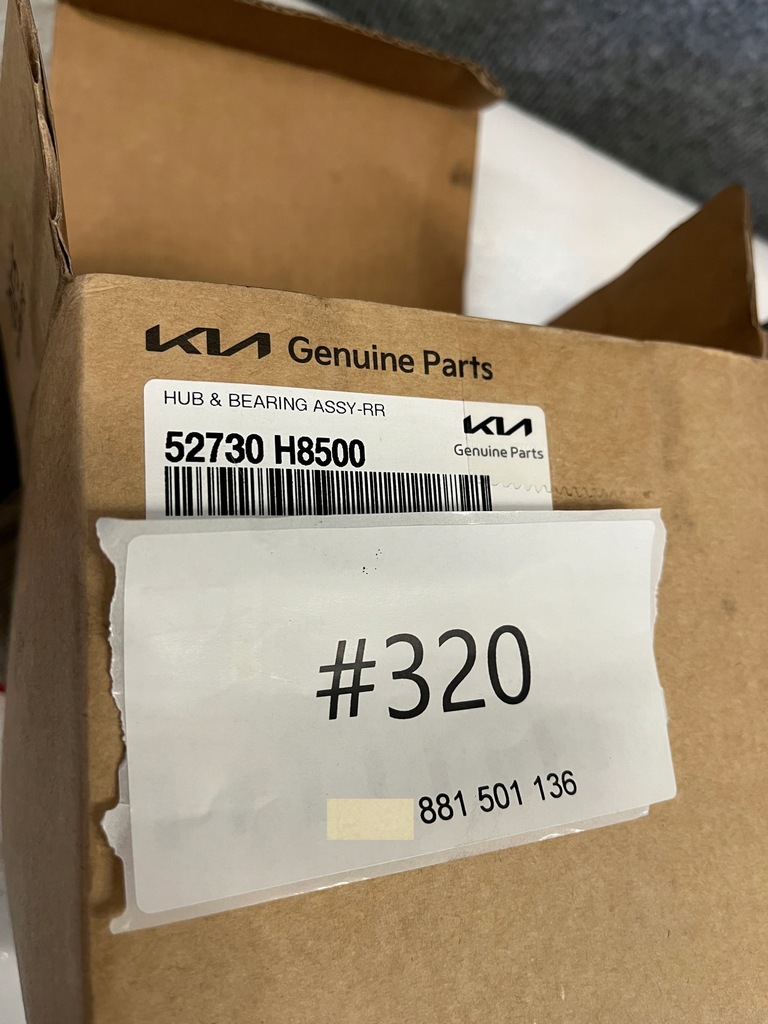 KIA Genuine Parts
HUB & BEARING ASSY-RR
52730 H8500
KIA
Genuine Parts
#320
881 501 136